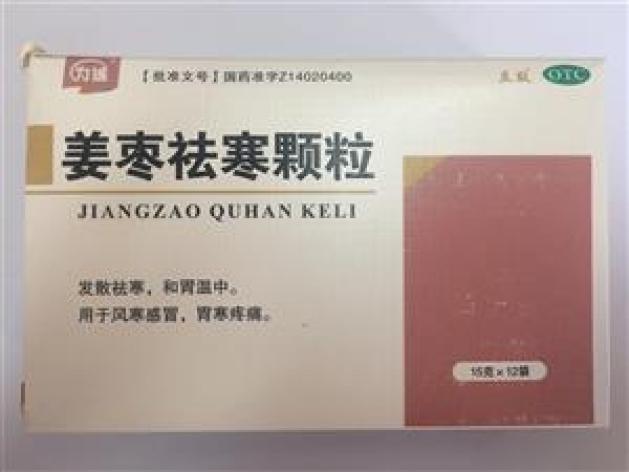 力诚
【批准文号】国药准字Z14020400
OTC
姜枣祛寒颗粒
JIANGZAO QUHAN KELI
发散祛寒，和胃温中。
用于风寒感冒，胃寒疼痛。
15克×12袋